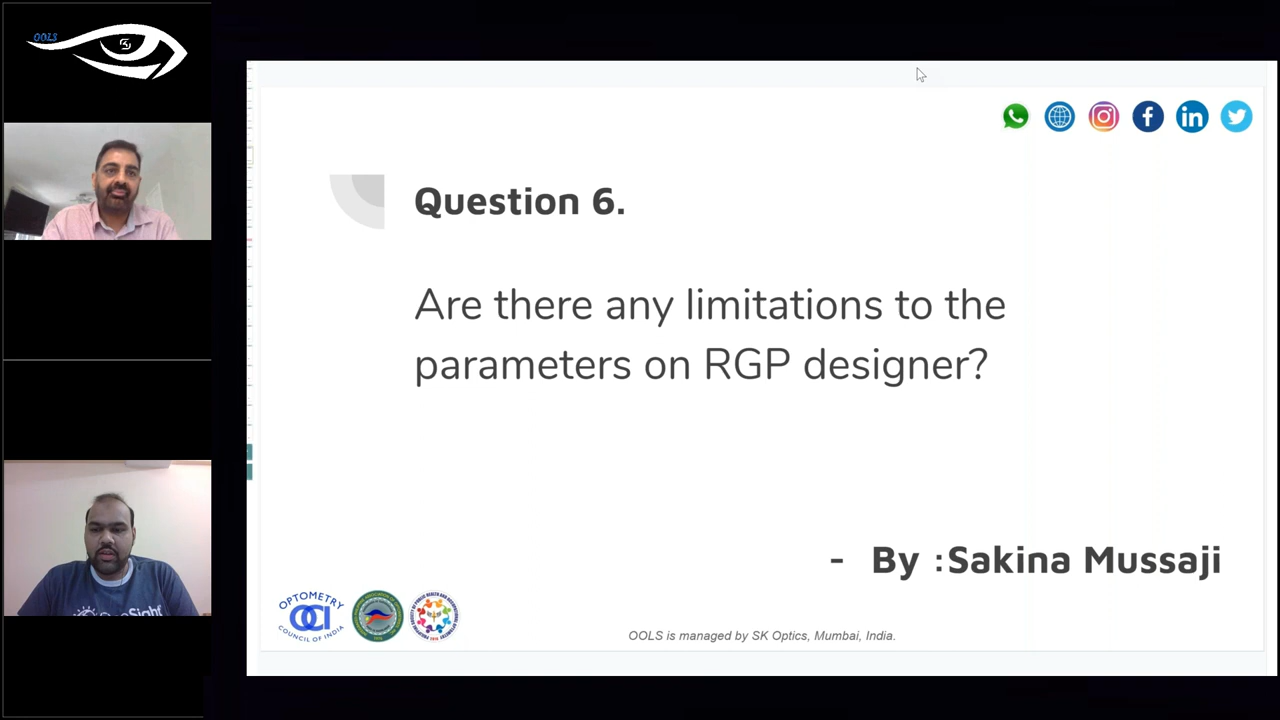 OOLS
Question 6.
Are there any limitations to the
parameters on RGP designer?
- By :Sakina Mussaji
OPTOMETRY
OCI
COUNCIL OF INDIA
OOLS is managed by SK Optics, Mumbai, India.